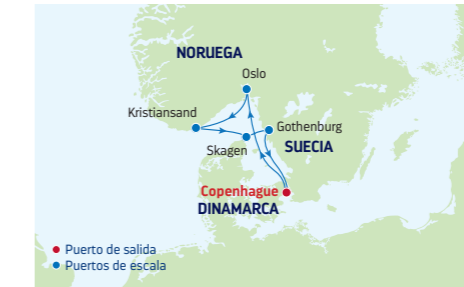 NORUEGA
Oslo
Kristiansand
Gothenburg
Skagen
SUECIA
Copenhague
DINAMARCA
Puerto de salida
Puertos de escala